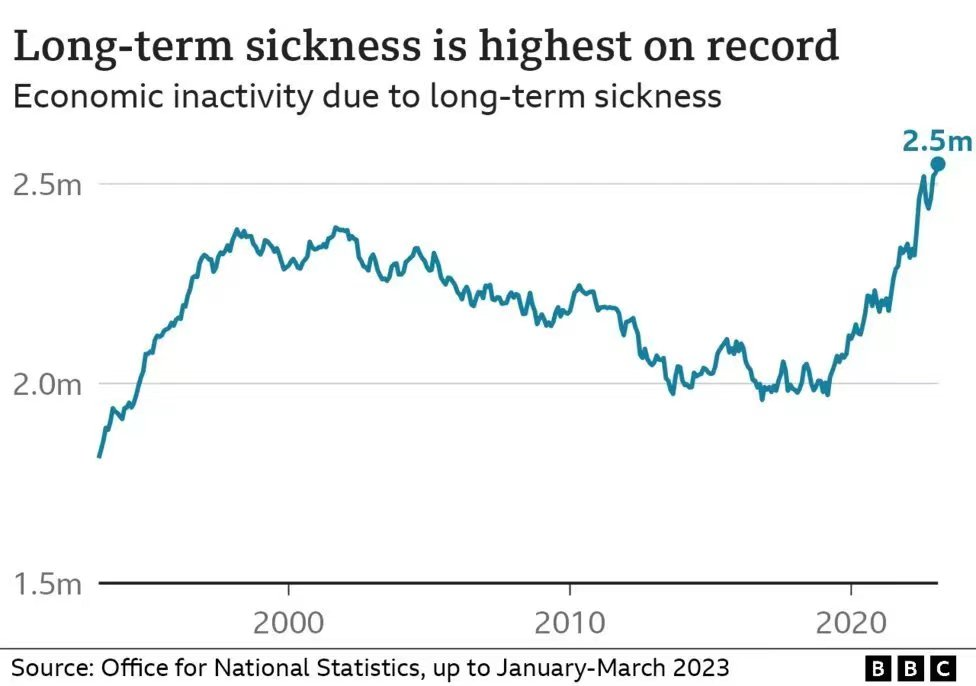 Long-term sickness is highest on record
Economic inactivity due to long-term sickness
2.5m
2.5m
2.0m
1.5m
2000 2010 2020
Source: Office for National Statistics, up to January-March 2023
BBC